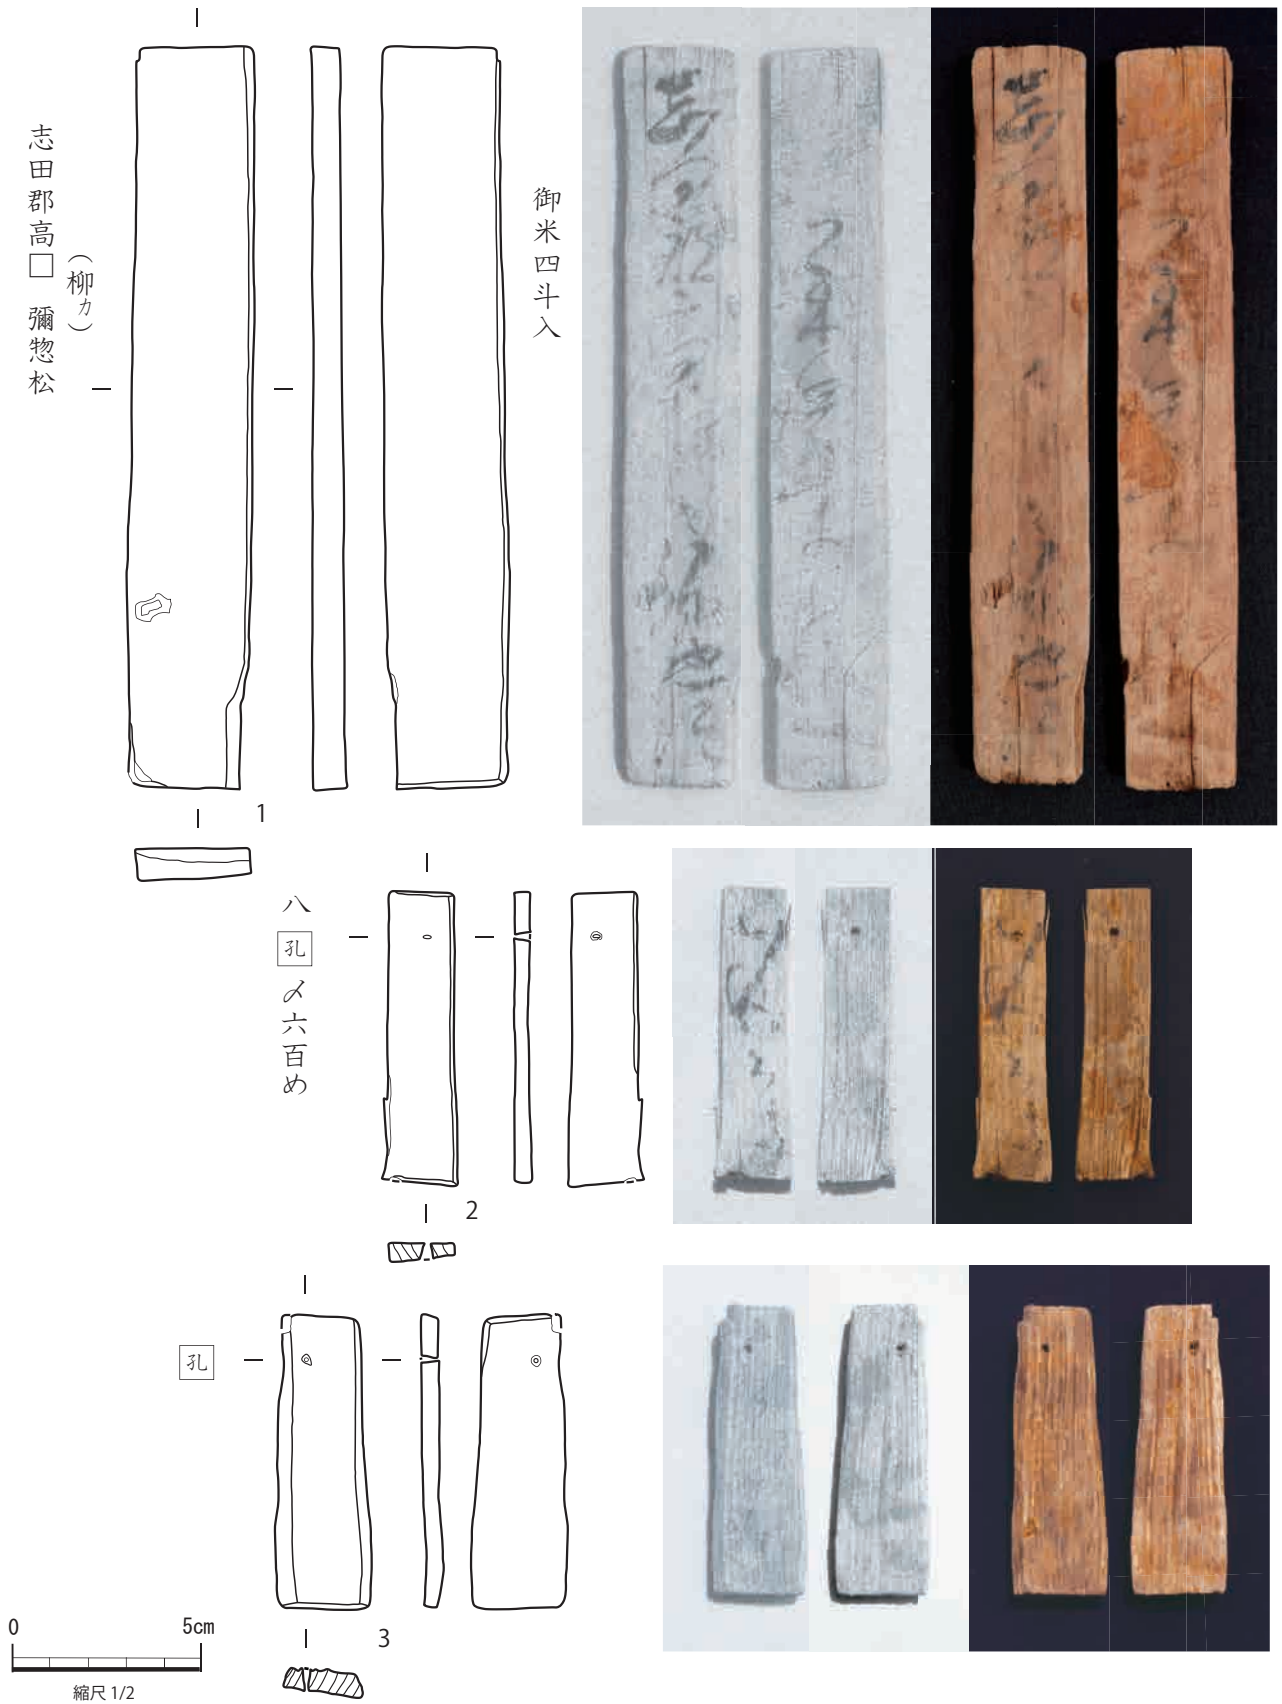 志田郡高□　彌惣松
（柳カ）
御米四斗入
1
八 孔 〆六百め
2
孔
3
0 5cm
縮尺 1/2